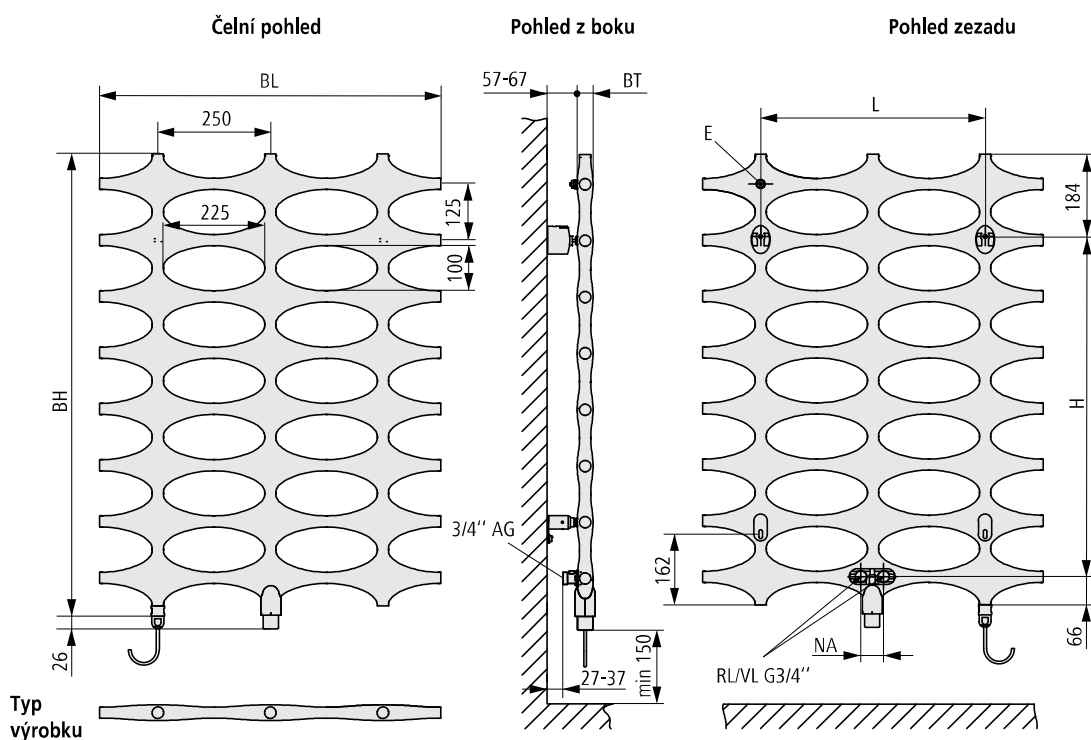 Čelní pohled
Pohled z boku
Pohled zezadu
BL
250
225
125
100
BH
26
57-67
BT
3/4‘‘ AG
27-37
min 150
L
E
184
H
162
66
NA
RL/VL G3/4‘‘
Typ
výrobku